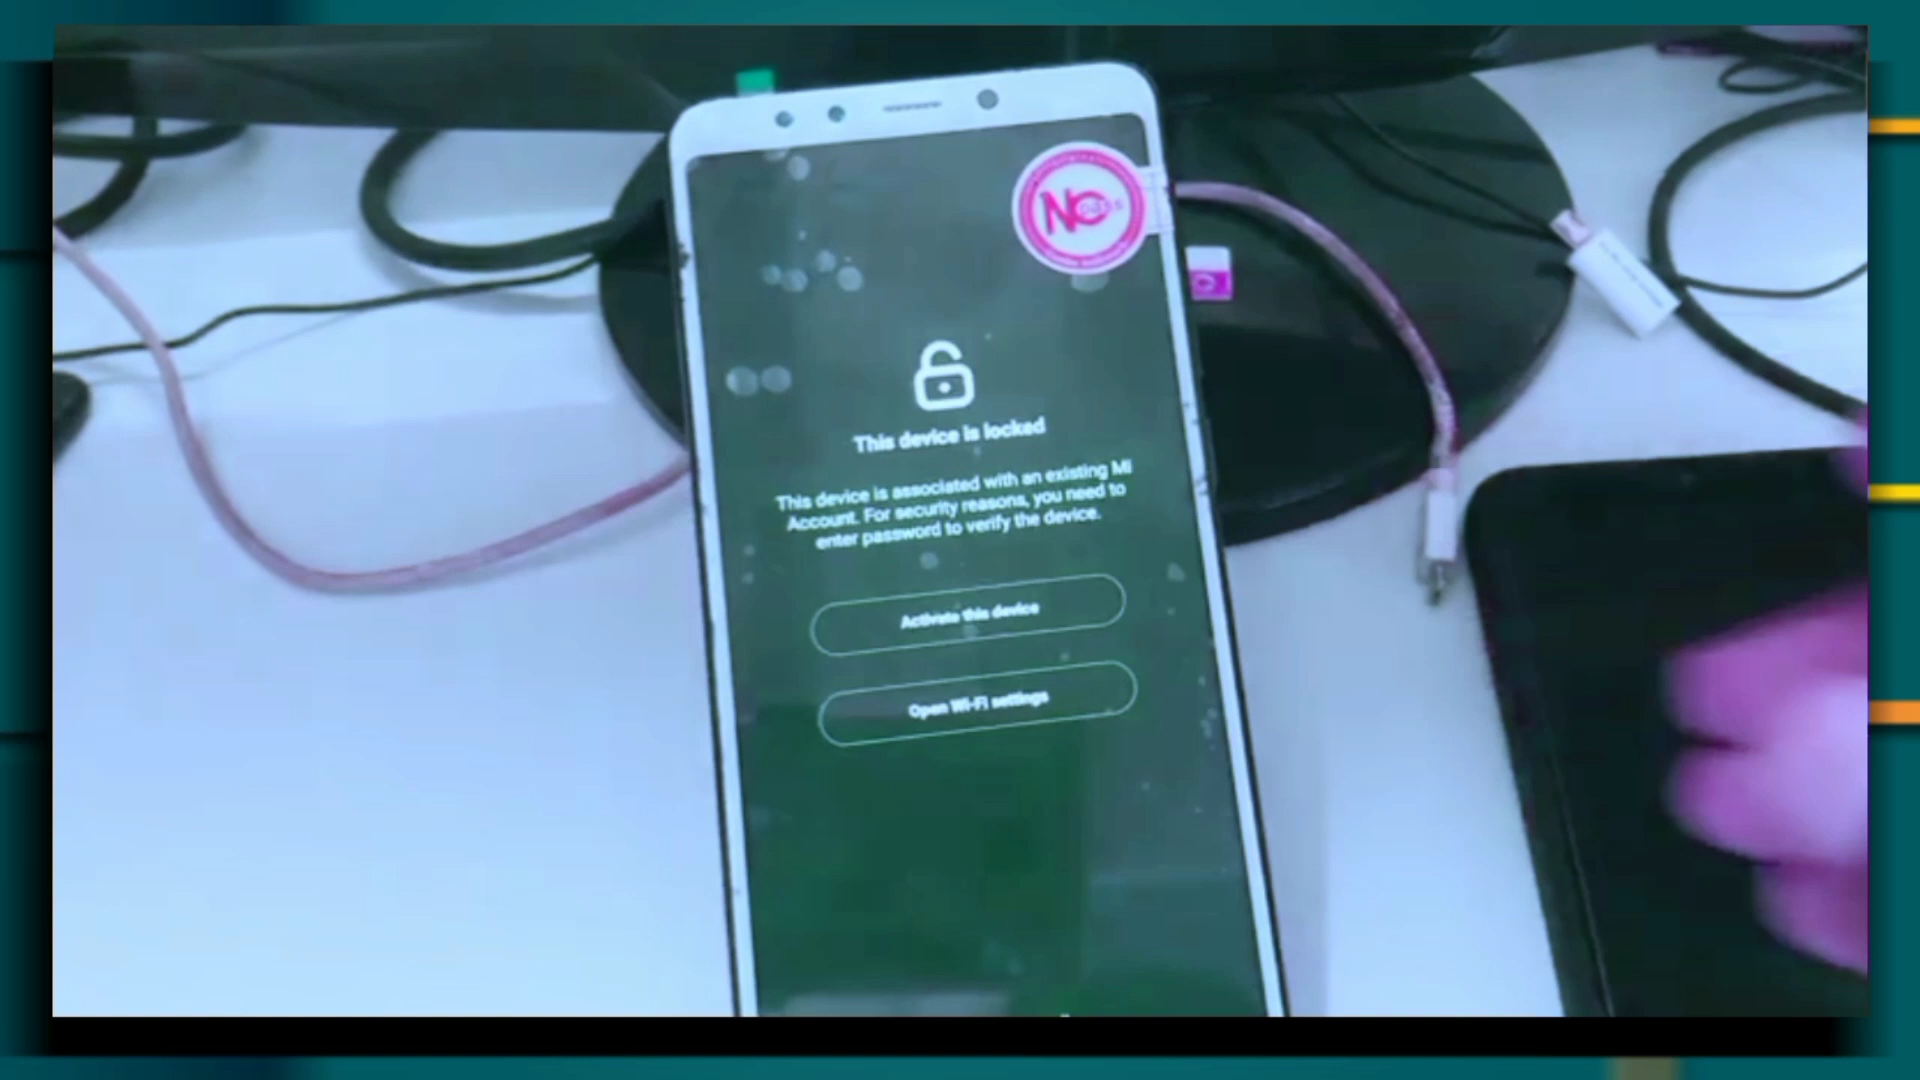 NO
This device is locked
This device is associated with an existing Mi
Account. For security reasons, you need to
enter password to verify the device.
Activate this device
Open Wi-Fi settings